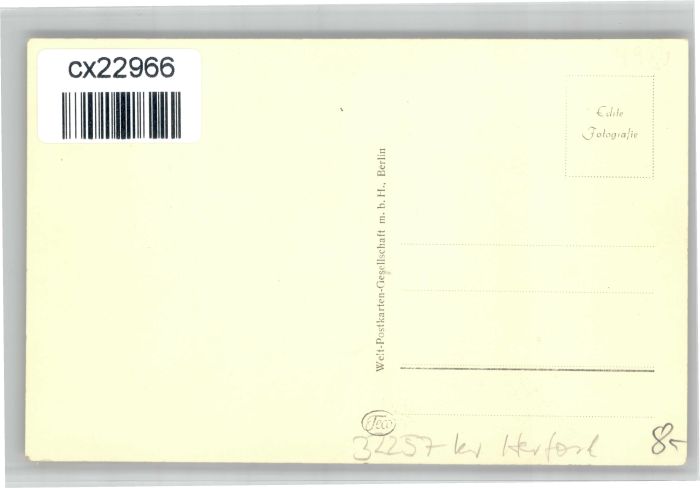 cx22966
Echte
Fotografie
Welt-Postkarten-Gesellschaft m. b. H., Berlin
32257 kr Herford
8,-